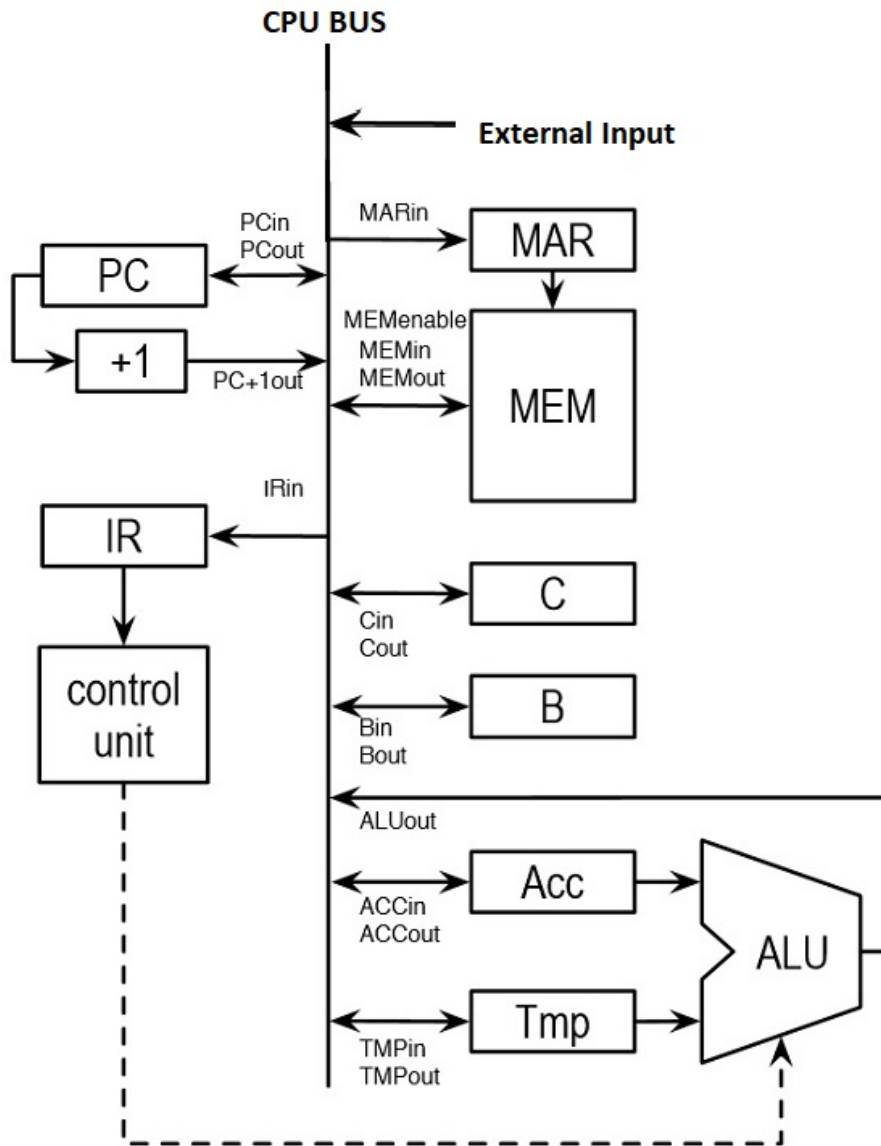 CPU BUS
External Input
PCin
PCout
MARin
MAR
PC
MEMenable
MEMin
MEMout
+1
PC+1out
MEM
IRin
IR
C
Cin
Cout
control
unit
B
Bin
Bout
ALUout
Acc
ACCin
ACCout
ALU
Tmp
TMPin
TMPout